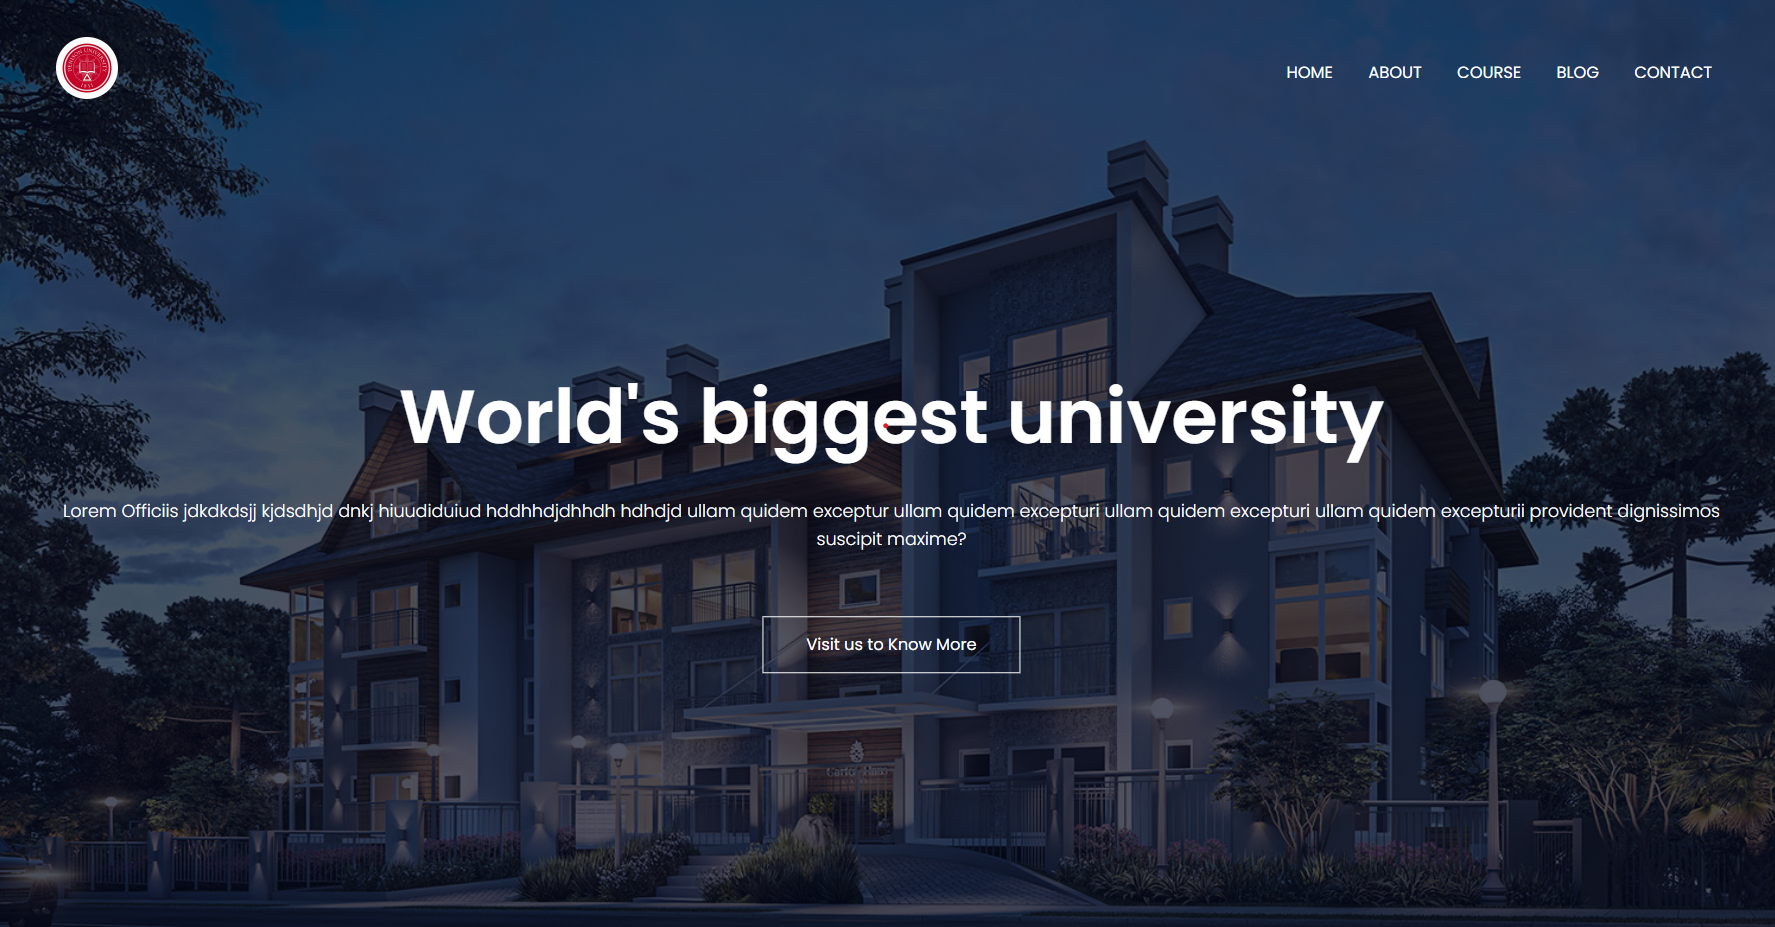 HOME ABOUT COURSE BLOG CONTACT
World's biggest university
Lorem Officiis jdkdkdsjj kjdsdhjd dnkj hiuudiduiud hddhhdjdhhdh hdhdjd ullam quidem exceptur ullam quidem excepturi ullam quidem excepturi ullam quidem excepturii provident dignissimos
suscipit maxime?
Visit us to Know More